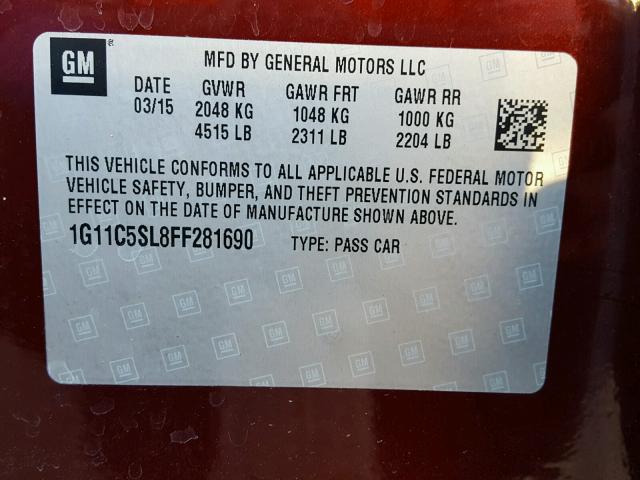 GM
MFD BY GENERAL MOTORS LLC
DATE GVWR GAWR FRT GAWR RR
03/15 2048 KG 1048 KG 1000 KG
4515 LB 2311 LB 2204 LB
THIS VEHICLE CONFORMS TO ALL APPLICABLE U.S. FEDERAL MOTOR
VEHICLE SAFETY, BUMPER, AND THEFT PREVENTION STANDARDS IN
EFFECT ON THE DATE OF MANUFACTURE SHOWN ABOVE.
1G11C5SL8FF281690 TYPE: PASS CAR